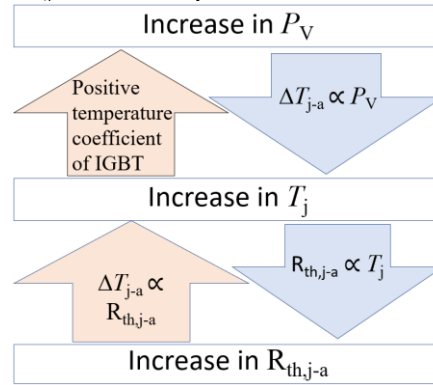 Increase in P_V
Positive
temperature
coefficient
of IGBT
ΔT_j-a ∝ P_V
Increase in T_j
ΔT_j-a ∝
R_th,j-a
R_th,j-a ∝ T_j
Increase in R_th,j-a